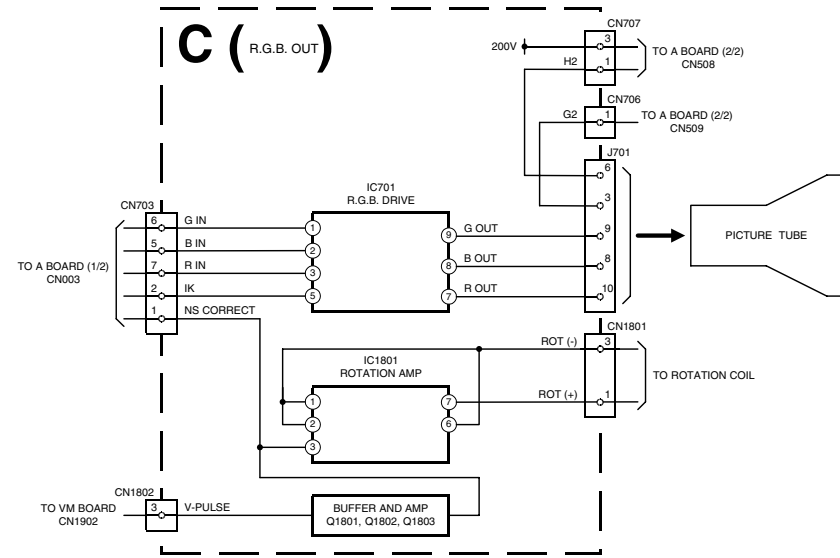 C ( R.G.B. OUT )
CN707
200V
3
H2
1
TO A BOARD (2/2)
CN508
CN706
G2
1
TO A BOARD (2/2)
CN509
J701
6
3
9
8
10
PICTURE TUBE
IC701
R.G.B. DRIVE
1
2
3
5
9
8
7
G OUT
B OUT
R OUT
CN703
6
G IN
5
B IN
7
R IN
2
IK
1
NS CORRECT
TO A BOARD (1/2)
CN003
CN1801
ROT (-)
3
ROT (+)
1
TO ROTATION COIL
IC1801
ROTATION AMP
1
2
3
7
6
CN1802
TO VM BOARD
CN1902
3
V-PULSE
BUFFER AND AMP
Q1801, Q1802, Q1803